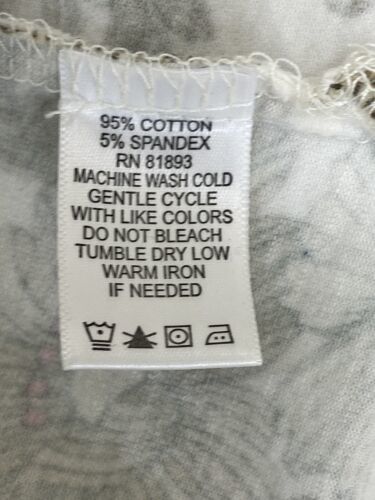 95% COTTON
5% SPANDEX
RN 81893
MACHINE WASH COLD
GENTLE CYCLE
WITH LIKE COLORS
DO NOT BLEACH
TUMBLE DRY LOW
WARM IRON
IF NEEDED